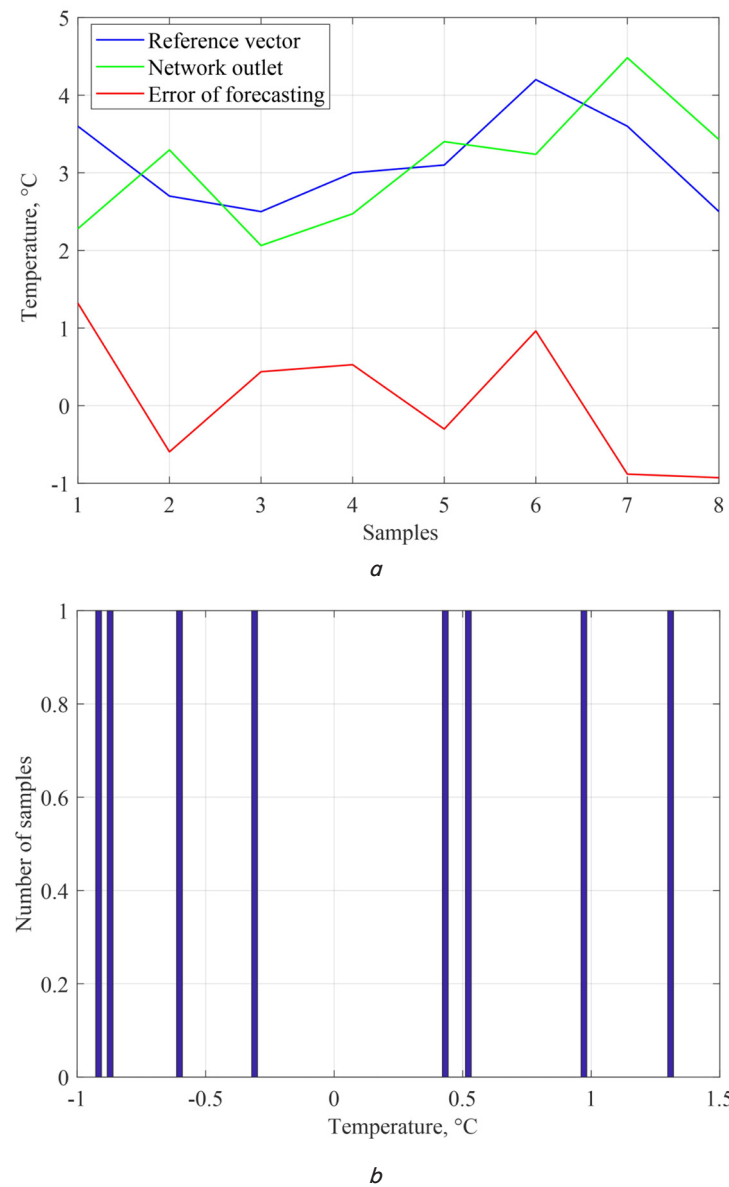 5
Reference vector
Network outlet
Error of forecasting
4
3
2
1
0
-1
Temperature, °C
1 2 3 4 5 6 7 8
Samples
a
1
0.8
0.6
0.4
0.2
0
Number of samples
-1 -0.5 0 0.5 1 1.5
Temperature, °C
b